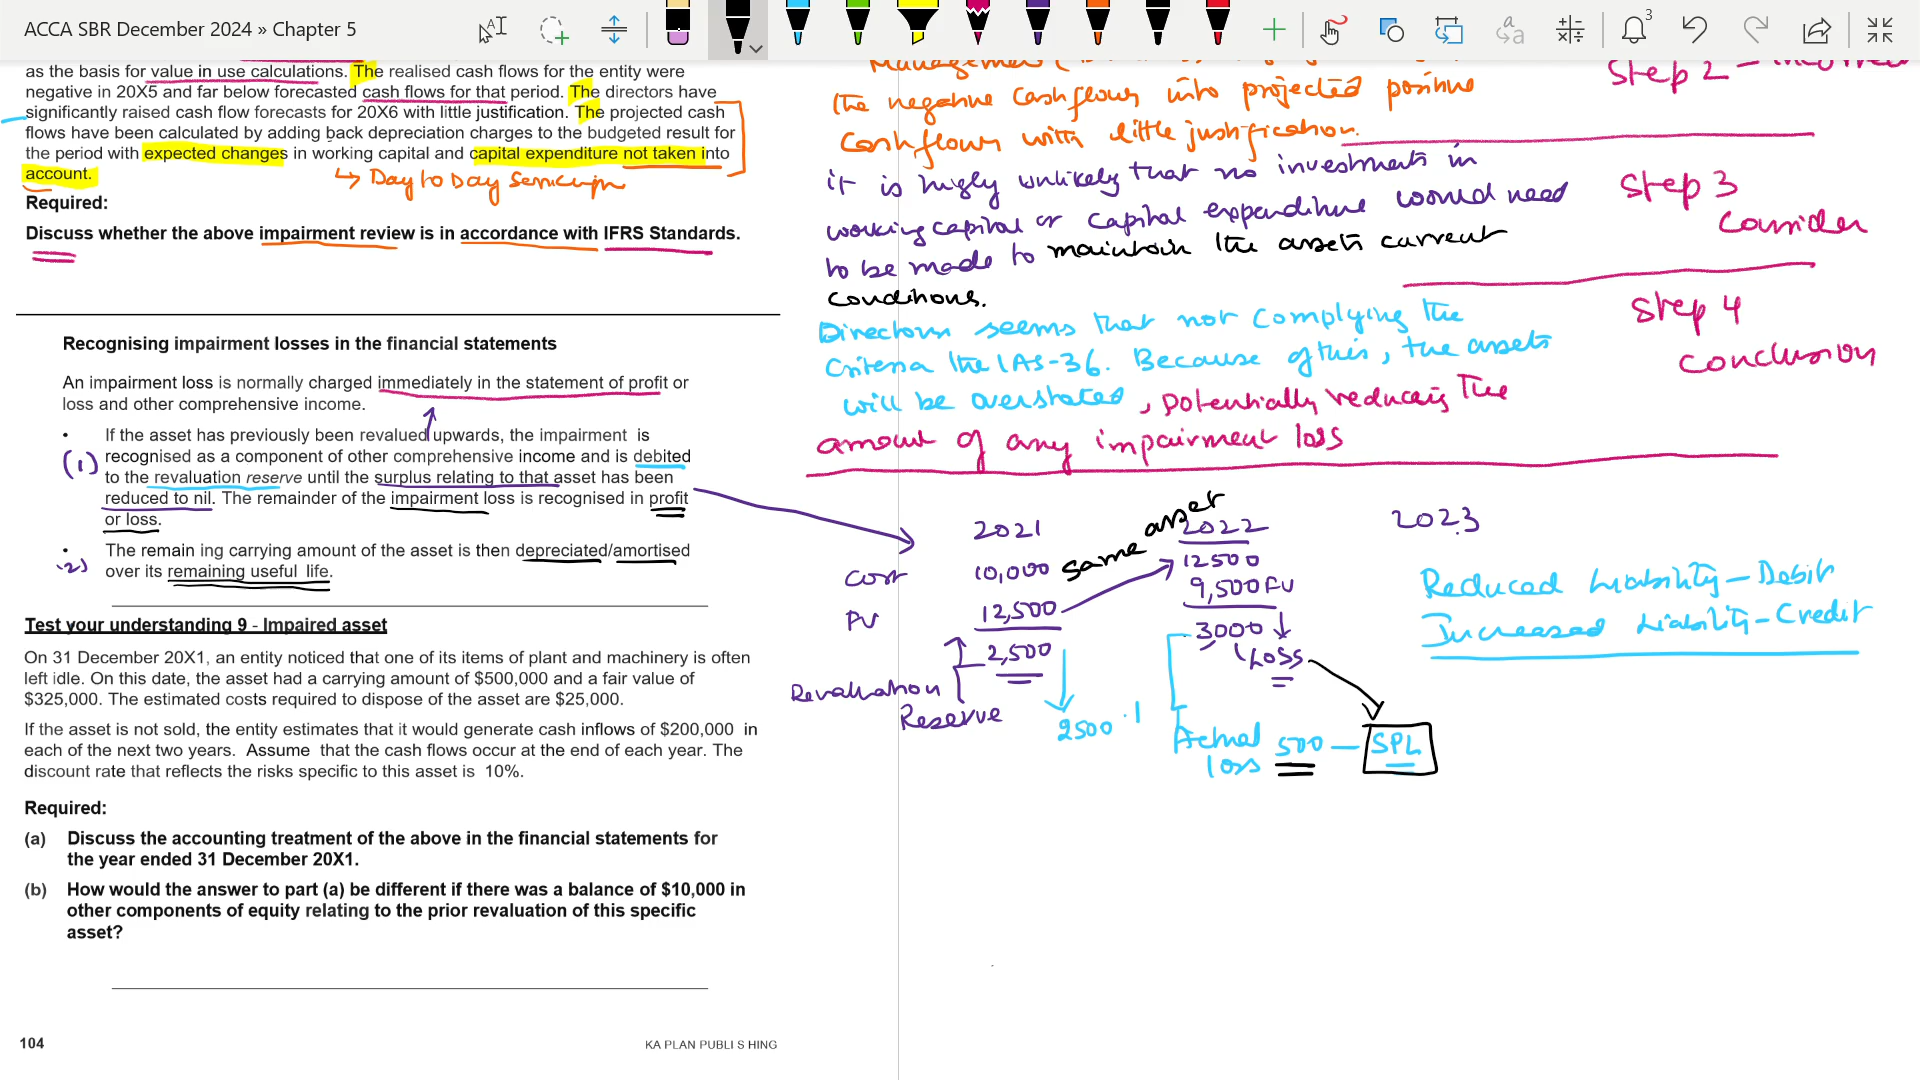 ACCA SBR December 2024 » Chapter 5
3
as the basis for value in use calculations. The realised cash flows for the entity were
negative in 20X5 and far below forecasted cash flows for that period. The directors have
significantly raised cash flow forecasts for 20X6 with little justification. The projected cash
flows have been calculated by adding back depreciation charges to the budgeted result for
the period with expected changes in working capital and capital expenditure not taken into
account.
↳ Day to Day Servicing
Required:
Discuss whether the above impairment review is in accordance with IFRS Standards.
Recognising impairment losses in the financial statements
An impairment loss is normally charged immediately in the statement of profit or
loss and other comprehensive income.
• If the asset has previously been revalued upwards, the impairment is
recognised as a component of other comprehensive income and is debited
(1)
to the revaluation reserve until the surplus relating to that asset has been
reduced to nil. The remainder of the impairment loss is recognised in profit
or loss.
• The remain ing carrying amount of the asset is then depreciated/amortised
(2)
over its remaining useful life.
Test your understanding 9 - Impaired asset
On 31 December 20X1, an entity noticed that one of its items of plant and machinery is often
left idle. On this date, the asset had a carrying amount of $500,000 and a fair value of
$325,000. The estimated costs required to dispose of the asset are $25,000.
If the asset is not sold, the entity estimates that it would generate cash inflows of $200,000 in
each of the next two years. Assume that the cash flows occur at the end of each year. The
discount rate that reflects the risks specific to this asset is 10%.
Required:
(a) Discuss the accounting treatment of the above in the financial statements for
the year ended 31 December 20X1.
(b) How would the answer to part (a) be different if there was a balance of $10,000 in
other components of equity relating to the prior revaluation of this specific
asset?
104
KA PLAN PUBLI S HING
Management
the negative cashflows into projected positive
cashflows with little justification.
Step 2 - incorrect
it is higly unlikely that no investments in
working capital or capital expenditure would need
to be made to maintain the assets current
conditions.
Step 3
Consider
Directors seems that not complying the
Criteria the IAS-36. Because of this, the assets
will be overstated, potentially reducing the
amount of any impairment loss
Step 4
Conclusion
2021
same asset
2022
2023
Cost
10,000
12500
FV
12,500
9,500 FV
2,500
3000 ↓
Loss
Revaluation
Reserve
2500
Actual
loss
500 — SPL
Reduced Liability - Debit
Increased Liability - Credit